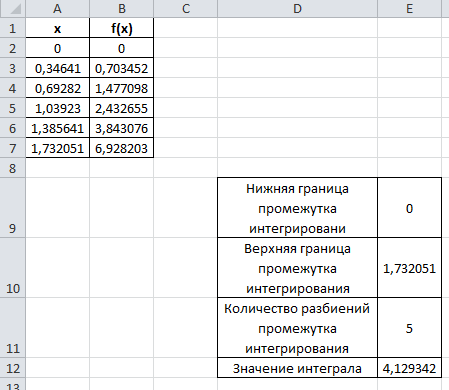 A B C D E
1 x f(x)
2 0 0
3 0,34641 0,703452
4 0,69282 1,477098
5 1,03923 2,432655
6 1,385641 3,843076
7 1,732051 6,928203
8
Нижняя граница
промежутка 0
9 интегрировани
Верхняя граница
промежутка 1,732051
10 интегрирования
Количество разбиений
промежутка 5
11 интегрирования
12 Значение интеграла 4,129342
13